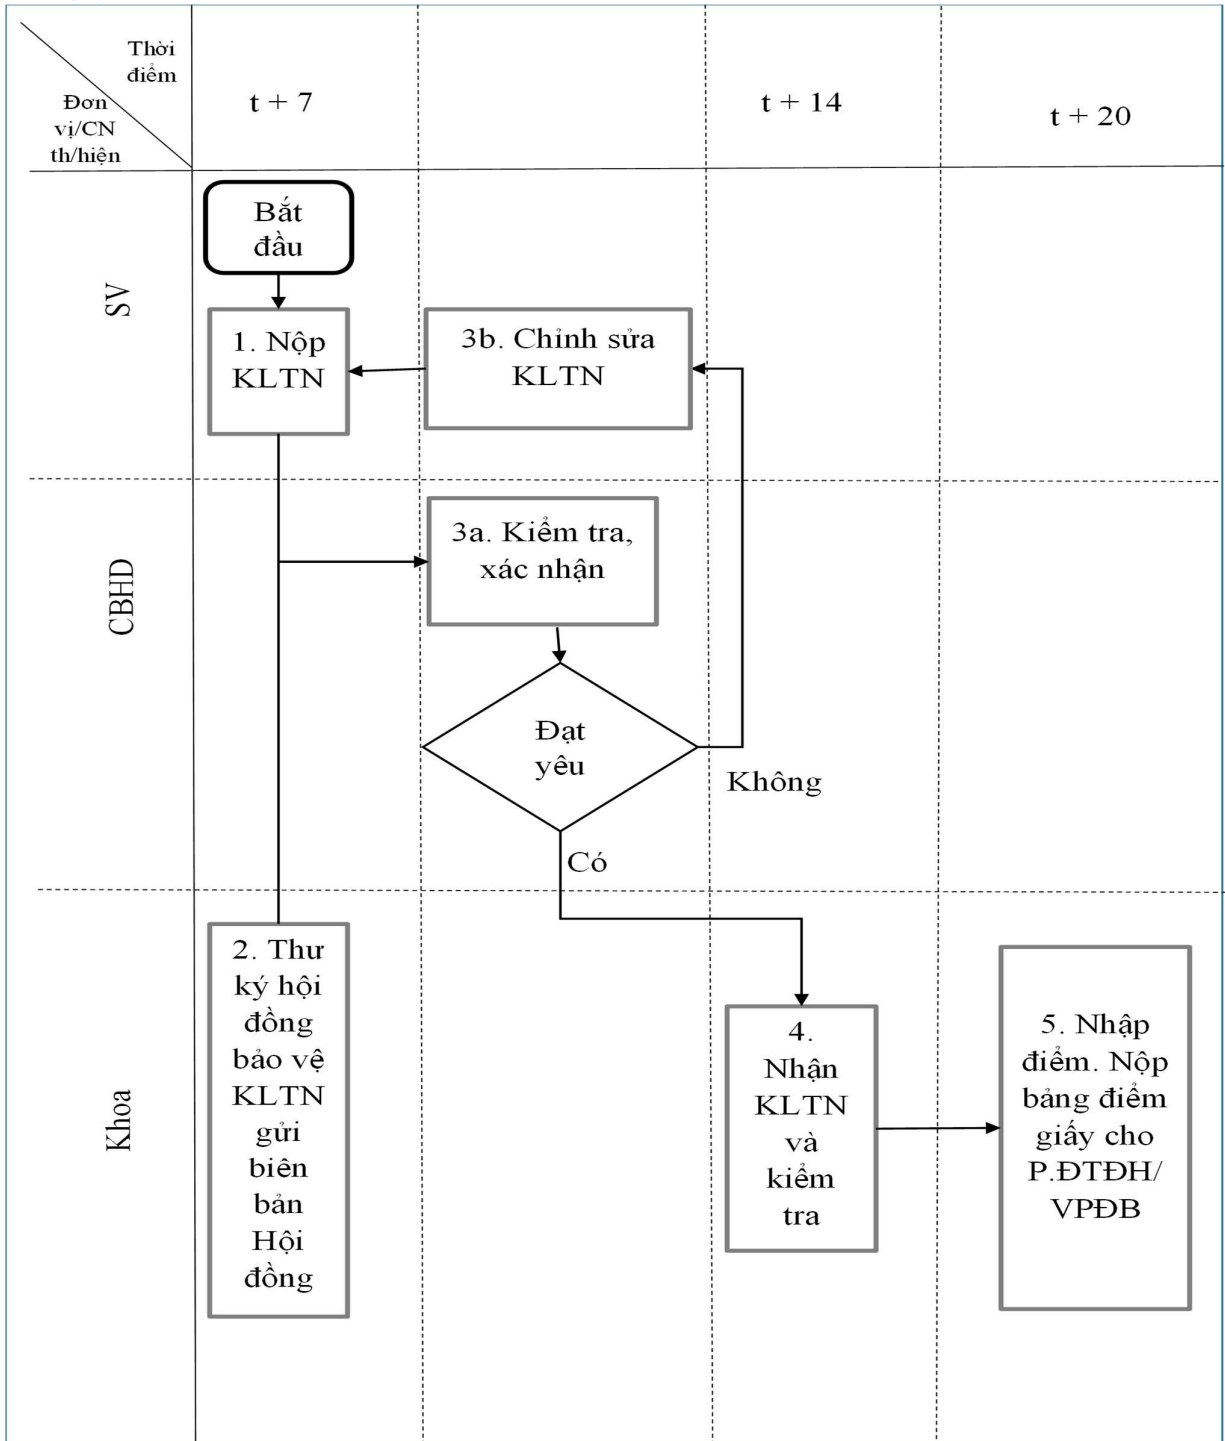 Thời
điểm
Đơn
vị/CN
th/hiện
t + 7
t + 14
t + 20
SV
Bắt
đầu
1. Nộp
KLTN
3b. Chỉnh sửa
KLTN
CBHD
3a. Kiểm tra,
xác nhận
Đạt
yêu
Không
Có
Khoa
2. Thư
ký hội
đồng
bảo vệ
KLTN
gửi
biên
bản
Hội
đồng
4.
Nhận
KLTN
và
kiểm
tra
5. Nhập
điểm. Nộp
bảng điểm
giấy cho
P.ĐTĐH/
VPĐB